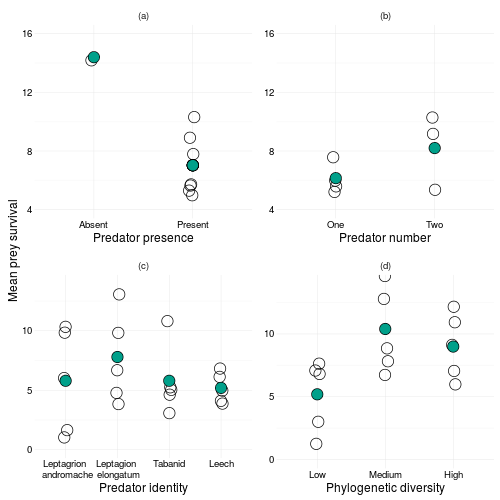 (a)
(b)
16
12
8
4
Absent
Present
Predator presence
16
12
8
4
One
Two
Predator number
Mean prey survival
(c)
(d)
10
5
0
Leptagrion
andromache
Leptagion
elongatum
Tabanid
Leech
Predator identity
10
5
0
Low
Medium
High
Phylogenetic diversity